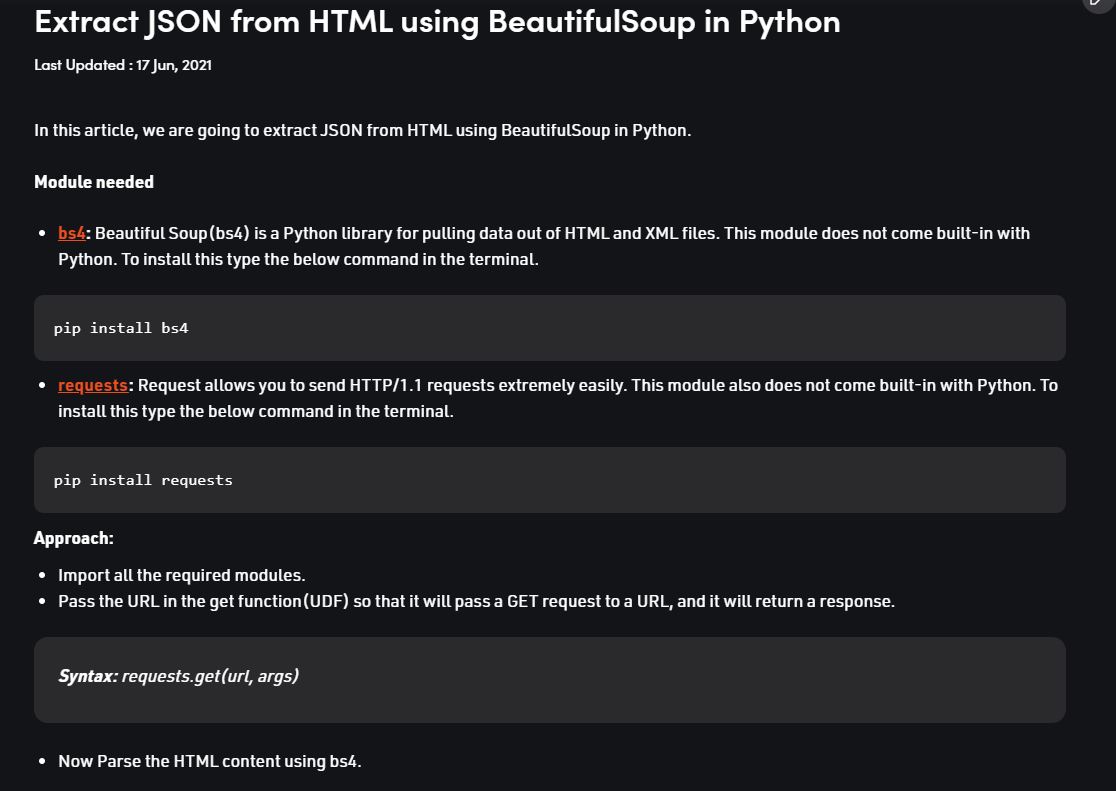 Extract JSON from HTML using BeautifulSoup in Python
Last Updated : 17 Jun, 2021
In this article, we are going to extract JSON from HTML using BeautifulSoup in Python.
Module needed
• bs4: Beautiful Soup(bs4) is a Python library for pulling data out of HTML and XML files. This module does not come built-in with
Python. To install this type the below command in the terminal.
pip install bs4
• requests: Request allows you to send HTTP/1.1 requests extremely easily. This module also does not come built-in with Python. To
install this type the below command in the terminal.
pip install requests
Approach:
• Import all the required modules.
• Pass the URL in the get function(UDF) so that it will pass a GET request to a URL, and it will return a response.
Syntax: requests.get(url, args)
• Now Parse the HTML content using bs4.